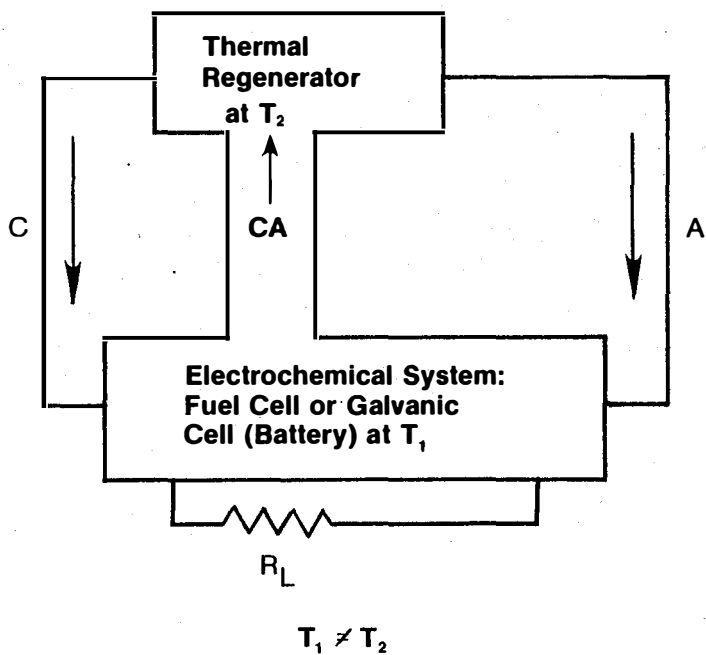 Thermal
Regenerator
at T₂
C
CA
A
Electrochemical System:
Fuel Cell or Galvanic
Cell (Battery) at T₁
R_L
T₁ ≠ T₂